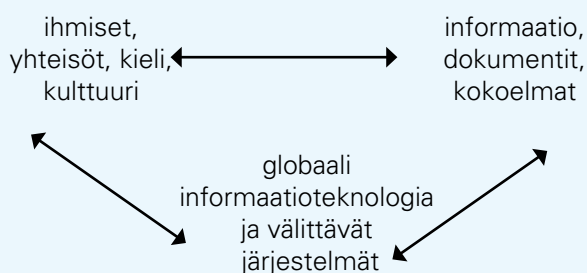 ihmiset,
yhteisöt, kieli,
kulttuuri
informaatio,
dokumentit,
kokoelmat
globaali
informaatioteknologia
ja välittävät
järjestelmät